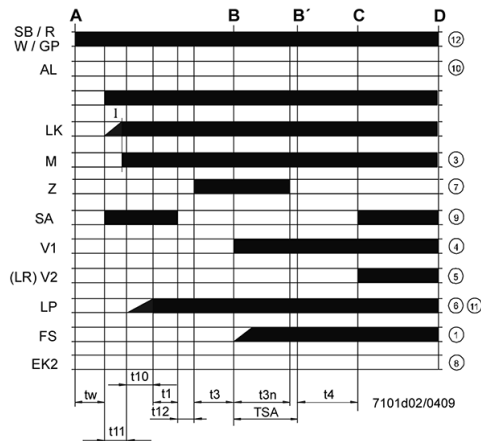 A B B´ C D
SB / R
W / GP 12
AL 10
1
LK
M 3
Z 7
SA 9
V1 4
(LR) V2 5
LP 6 11
FS 1
EK2 8
t10
tw t1 t3 t3n t4 7101d02/0409
t12 TSA
t11